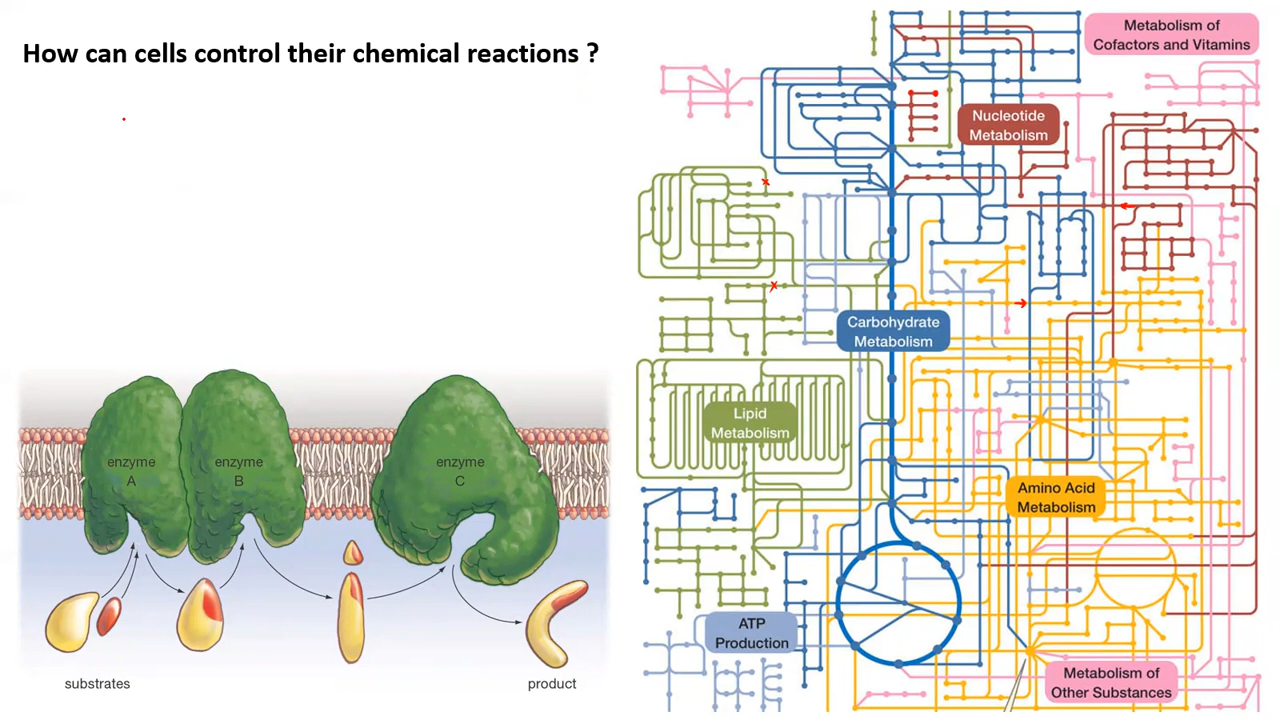 How can cells control their chemical reactions ?
enzyme
A
enzyme
B
enzyme
C
substrates
product
Metabolism of
Cofactors and Vitamins
Nucleotide
Metabolism
Carbohydrate
Metabolism
Lipid
Metabolism
Amino Acid
Metabolism
ATP
Production
Metabolism of
Other Substances